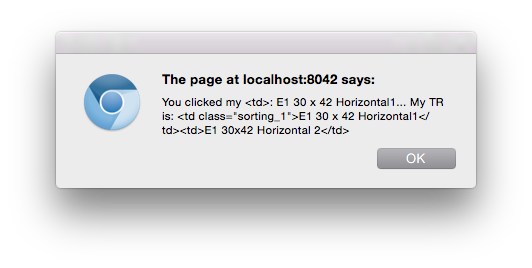 The page at localhost:8042 says:
You clicked my <td>: E1 30 x 42 Horizontal1... My TR
is: <td class="sorting_1">E1 30 x 42 Horizontal1</
td><td>E1 30x42 Horizontal 2</td>
OK